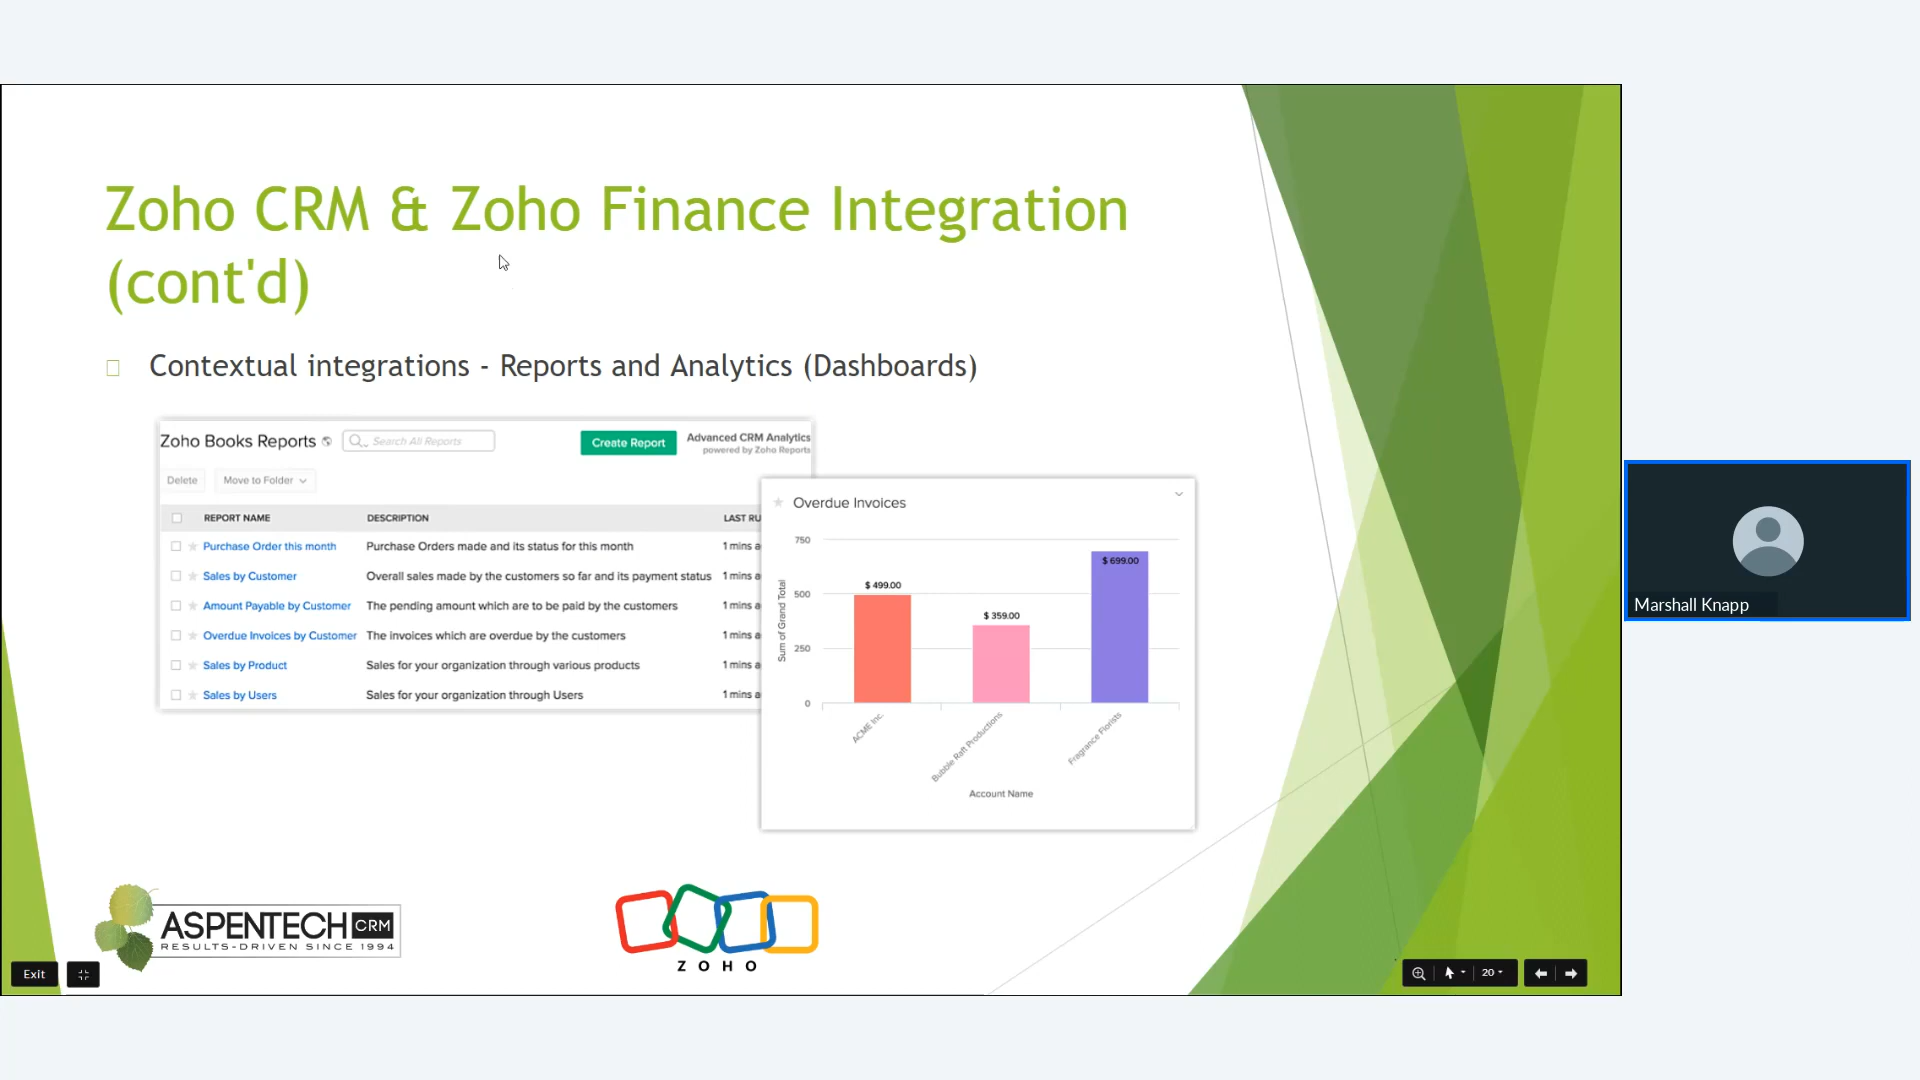 Zoho CRM & Zoho Finance Integration
(cont'd)
Contextual integrations - Reports and Analytics (Dashboards)
Zoho Books Reports
Search All Reports
Create Report
Advanced CRM Analytics
powered by Zoho Reports
Delete
Move to Folder
REPORT NAME DESCRIPTION LAST RU
Purchase Order this month Purchase Orders made and its status for this month 1 mins a
Sales by Customer Overall sales made by the customers so far and its payment status 1 mins a
Amount Payable by Customer The pending amount which are to be paid by the customers 1 mins a
Overdue Invoices by Customer The invoices which are overdue by the customers 1 mins a
Sales by Product Sales for your organization through various products 1 mins a
Sales by Users Sales for your organization through Users 1 mins a
Overdue Invoices
Sum of Grand Total
750
500
250
0
$ 499.00
$ 359.00
$ 699.00
ACME Inc.
Bubble Raft Productions
Fragrance Florists
Account Name
Marshall Knapp
ASPENTECH CRM
RESULTS-DRIVEN SINCE 1994
ZOHO
Exit
20